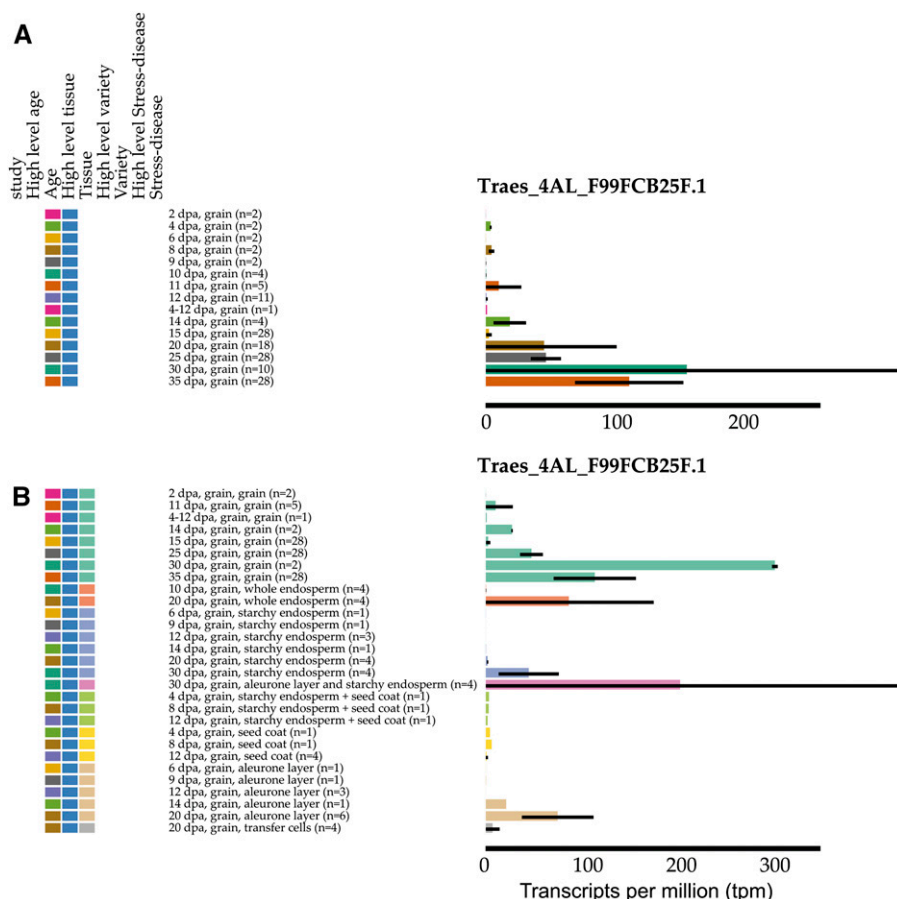 A
study
High level age
Age
High level tissue
Tissue
High level variety
Variety
High level Stress-disease
Stress-disease
Traes_4AL_F99FCB25F.1
2 dpa, grain (n=2)
4 dpa, grain (n=2)
6 dpa, grain (n=2)
8 dpa, grain (n=2)
9 dpa, grain (n=2)
10 dpa, grain (n=4)
11 dpa, grain (n=5)
12 dpa, grain (n=11)
4-12 dpa, grain (n=1)
14 dpa, grain (n=4)
15 dpa, grain (n=28)
20 dpa, grain (n=18)
25 dpa, grain (n=28)
30 dpa, grain (n=10)
35 dpa, grain (n=28)
0 100 200
Traes_4AL_F99FCB25F.1
B
2 dpa, grain, grain (n=2)
11 dpa, grain, grain (n=5)
4-12 dpa, grain, grain (n=1)
14 dpa, grain, grain (n=2)
15 dpa, grain, grain (n=28)
25 dpa, grain, grain (n=28)
30 dpa, grain, grain (n=2)
35 dpa, grain, grain (n=28)
10 dpa, grain, whole endosperm (n=4)
20 dpa, grain, whole endosperm (n=4)
6 dpa, grain, starchy endosperm (n=1)
9 dpa, grain, starchy endosperm (n=1)
12 dpa, grain, starchy endosperm (n=3)
14 dpa, grain, starchy endosperm (n=1)
20 dpa, grain, starchy endosperm (n=4)
30 dpa, grain, starchy endosperm (n=4)
30 dpa, grain, aleurone layer and starchy endosperm (n=4)
4 dpa, grain, starchy endosperm + seed coat (n=1)
8 dpa, grain, starchy endosperm + seed coat (n=1)
12 dpa, grain, starchy endosperm + seed coat (n=1)
4 dpa, grain, seed coat (n=1)
8 dpa, grain, seed coat (n=1)
12 dpa, grain, seed coat (n=4)
6 dpa, grain, aleurone layer (n=1)
9 dpa, grain, aleurone layer (n=1)
12 dpa, grain, aleurone layer (n=3)
14 dpa, grain, aleurone layer (n=1)
20 dpa, grain, aleurone layer (n=6)
20 dpa, grain, transfer cells (n=4)
0 100 200 300
Transcripts per million (tpm)